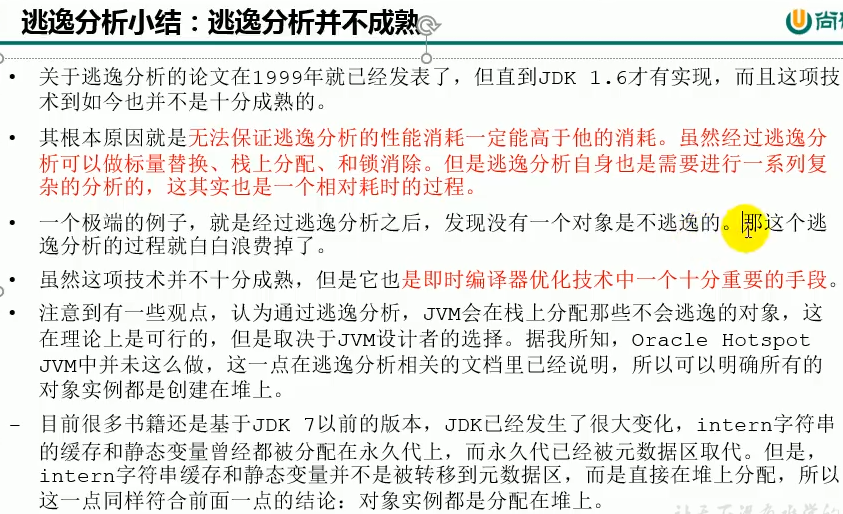 逃逸分析小结:逃逸分析并不成熟
尚
• 关于逃逸分析的论文在1999年就已经发表了,但直到JDK 1.6才有实现,而且这项技
术到如今也并不是十分成熟的。
• 其根本原因就是无法保证逃逸分析的性能消耗一定能高于他的消耗。虽然经过逃逸分
析可以做标量替换、栈上分配、和锁消除。但是逃逸分析自身也是需要进行一系列复
杂的分析的,这其实也是一个相对耗时的过程。
• 一个极端的例子,就是经过逃逸分析之后,发现没有一个对象是不逃逸的。那这个逃
逸分析的过程就白白浪费掉了。
• 虽然这项技术并不十分成熟,但是它也是即时编译器优化技术中一个十分重要的手段。
• 注意到有一些观点,认为通过逃逸分析,JVM会在栈上分配那些不会逃逸的对象,这
在理论上是可行的,但是取决于JVM设计者的选择。据我所知,Oracle Hotspot
JVM中并未这么做,这一点在逃逸分析相关的文档里已经说明,所以可以明确所有的
对象实例都是创建在堆上。
– 目前很多书籍还是基于JDK 7以前的版本,JDK已经发生了很大变化,intern字符串
的缓存和静态变量曾经都被分配在永久代上,而永久代已经被元数据区取代。但是,
intern字符串缓存和静态变量并不是被转移到元数据区,而是直接在堆上分配,所以
这一点同样符合前面一点的结论:对象实例都是分配在堆上。